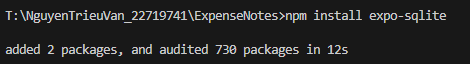 T:\NguyenTrieuVan_22719741\ExpenseNotes>npm install expo-sqlite
added 2 packages, and audited 730 packages in 12s